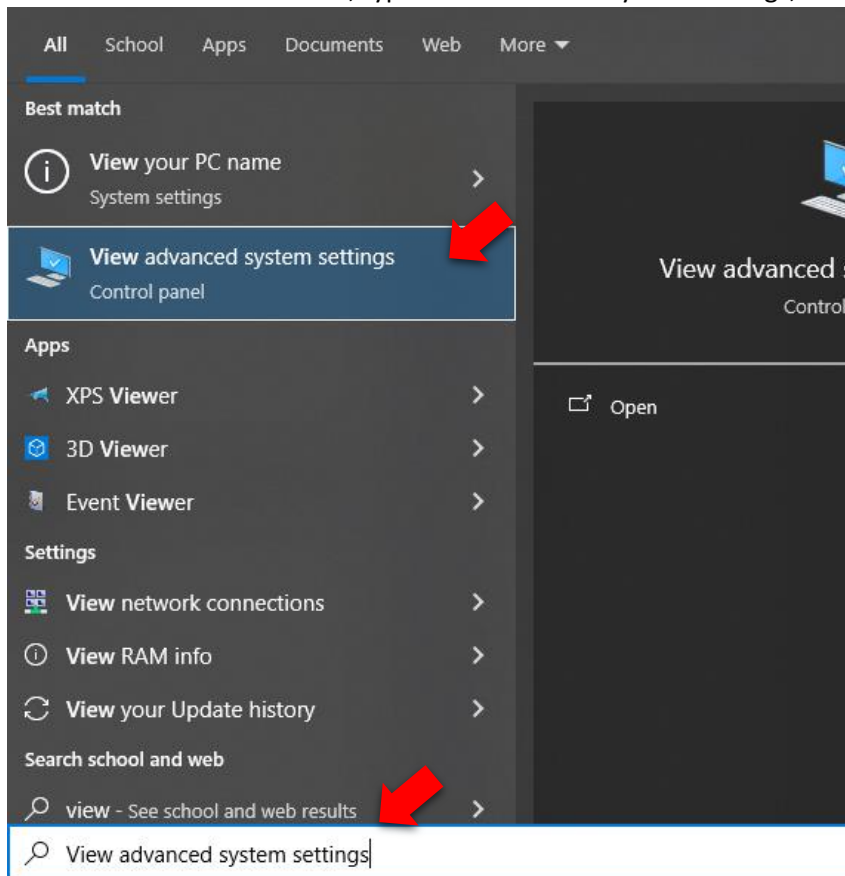 All School Apps Documents Web More
Best match
View your PC name
System settings
View advanced system settings
Control panel
View advanced
Control
Apps
XPS Viewer
3D Viewer
Event Viewer
Open
Settings
View network connections
View RAM info
View your Update history
Search school and web
view - See school and web results
View advanced system settings